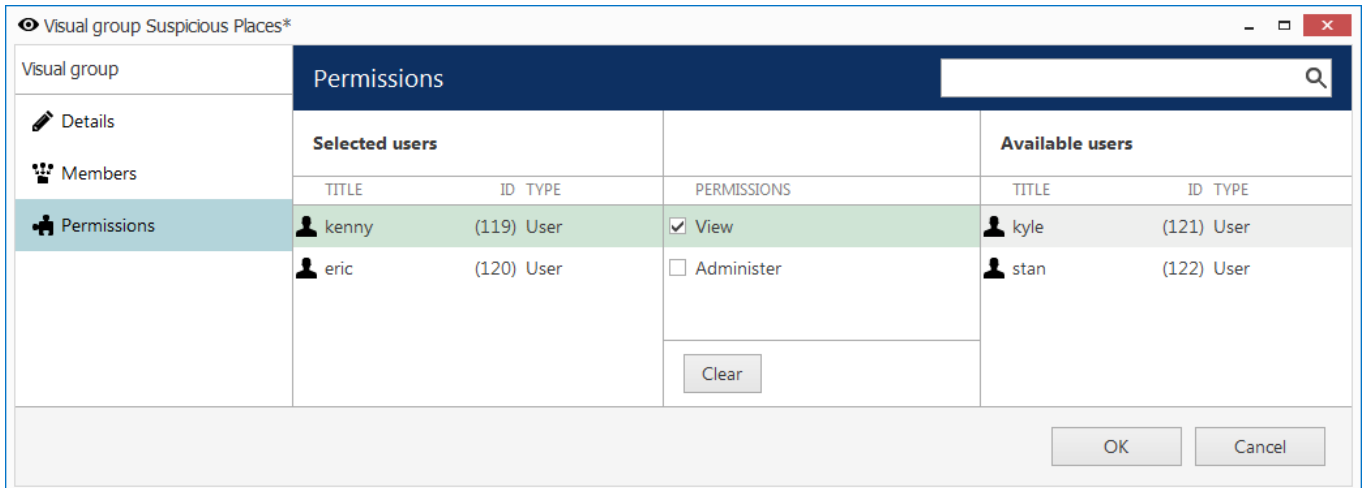 Visual group Suspicious Places*
Visual group
Permissions
Details
Members
Permissions
Selected users
Available users
TITLE ID TYPE PERMISSIONS TITLE ID TYPE
kenny (119) User View kyle (121) User
eric (120) User Administer stan (122) User
Clear
OK Cancel